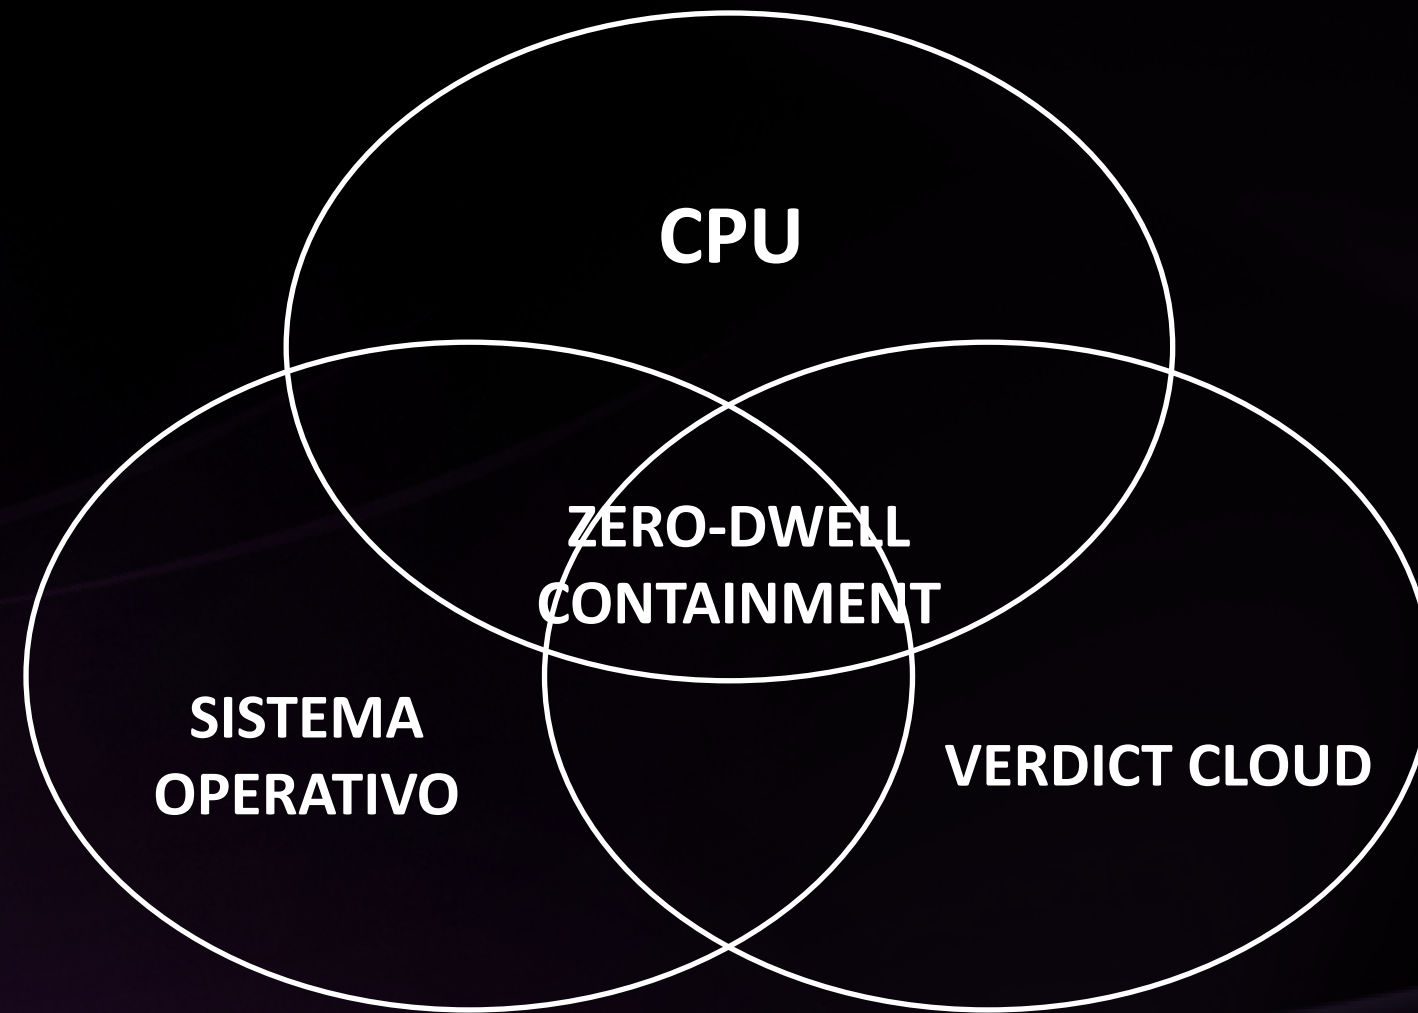 CPU
ZERO-DWELL
CONTAINMENT
SISTEMA
OPERATIVO
VERDICT CLOUD